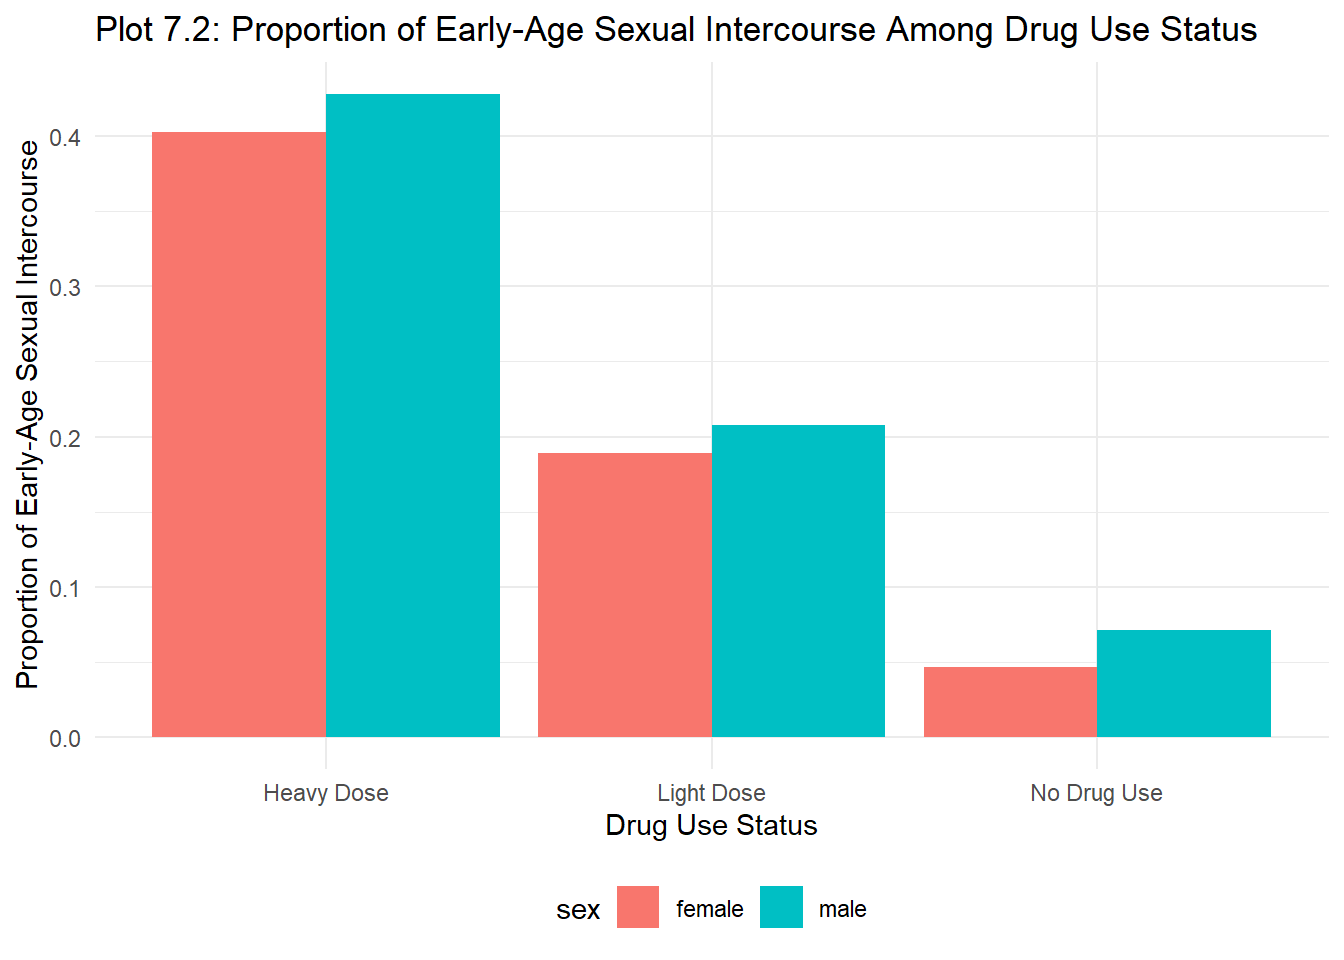 Plot 7.2: Proportion of Early-Age Sexual Intercourse Among Drug Use Status
Proportion of Early-Age Sexual Intercourse
0.4
0.3
0.2
0.1
0.0
Heavy Dose Light Dose No Drug Use
Drug Use Status
sex female male